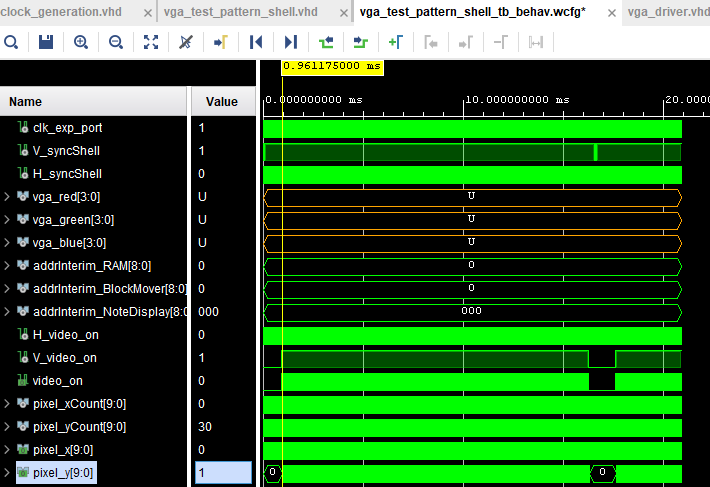 clock_generation.vhd × vga_test_pattern_shell.vhd × vga_test_pattern_shell_tb_behav.wcfg* × vga_driver.vhd
0.961175000 ms
Name Value 0.000000000 ms 10.000000000 ms 20.0000
clk_exp_port 1
V_syncShell 1
H_syncShell 0
vga_red[3:0] U U
vga_green[3:0] U U
vga_blue[3:0] U U
addrInterim_RAM[8:0] 0 0
addrInterim_BlockMover[8:0] 0 0
addrInterim_NoteDisplay[8:0 000 000
H_video_on 0
V_video_on 1
video_on 0
pixel_xCount[9:0] 0
pixel_yCount[9:0] 30
pixel_x[9:0] 0
pixel_y[9:0] 1 0 0